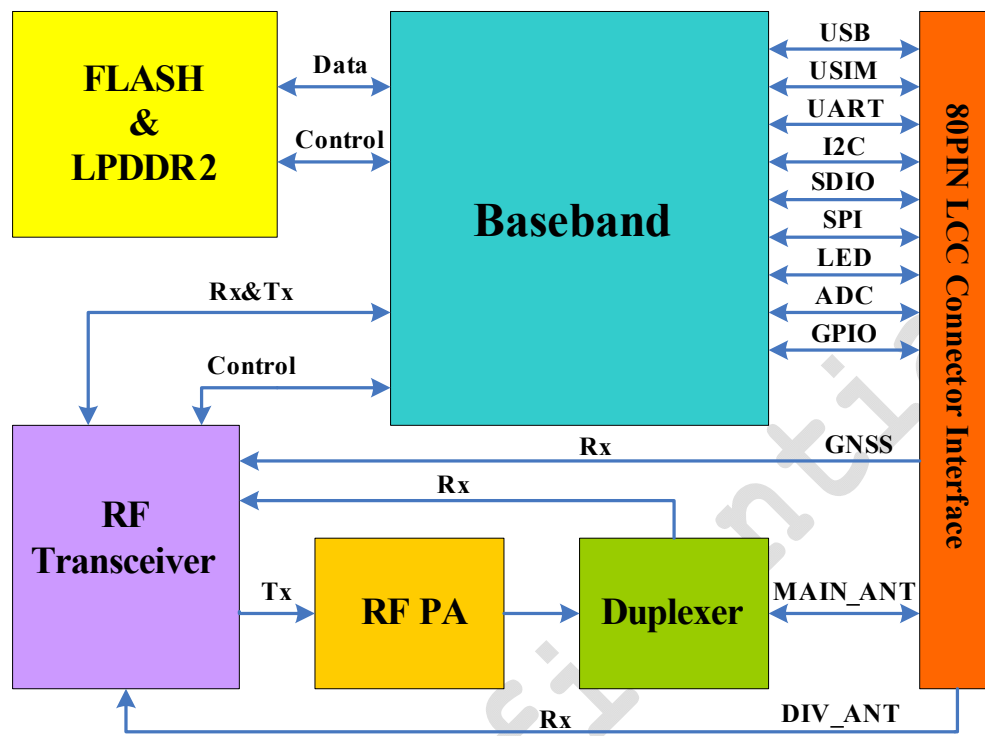 FLASH
&
LPDDR2
Data
Control
Baseband
USB
USIM
UART
I2C
SDIO
SPI
LED
ADC
GPIO
80PIN LCC Connector Interface
Rx&Tx
Control
Rx
GNSS
Rx
RF
Transceiver
Tx
RF PA
Duplexer
MAIN_ANT
Rx
DIV_ANT